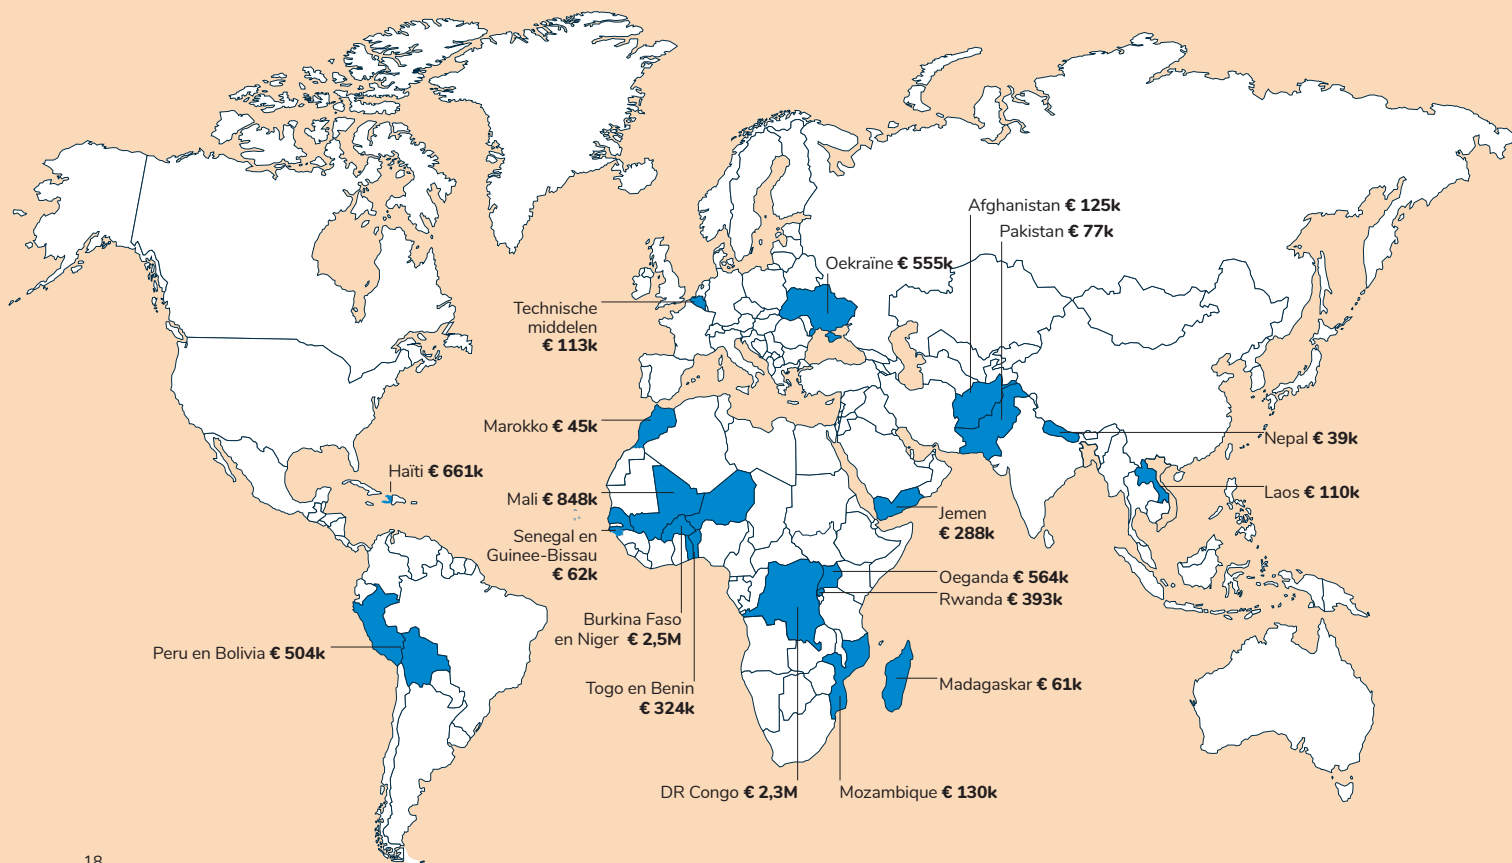 Afghanistan € 125k
Pakistan € 77k
Oekraïne € 555k
Technische
middelen
€ 113k
Marokko € 45k
Nepal € 39k
Haïti € 661k
Mali € 848k
Laos € 110k
Jemen
€ 288k
Senegal en
Guinee-Bissau
€ 62k
Oeganda € 564k
Rwanda € 393k
Burkina Faso
en Niger € 2,5M
Peru en Bolivia € 504k
Togo en Benin
€ 324k
Madagaskar € 61k
DR Congo € 2,3M
Mozambique € 130k
18